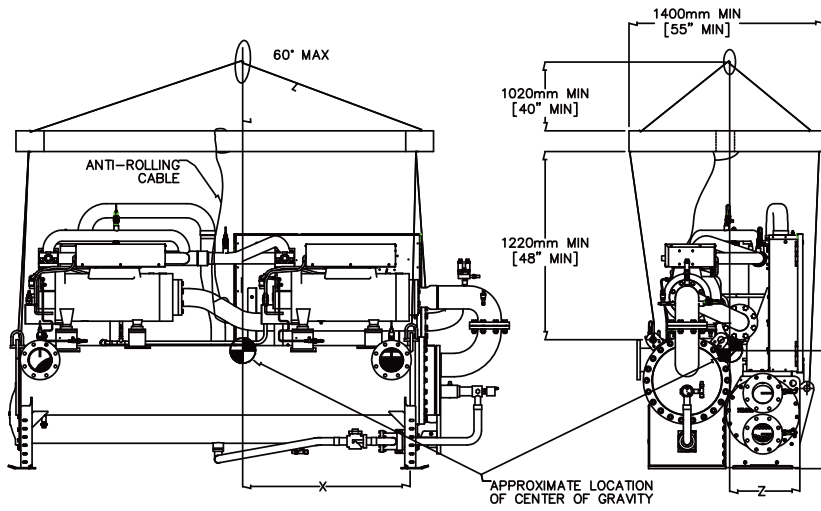 1400mm MIN
[55" MIN]
60° MAX
1020mm MIN
[40" MIN]
ANTI-ROLLING
CABLE
1220mm MIN
[48" MIN]
X
Z
APPROXIMATE LOCATION
OF CENTER OF GRAVITY